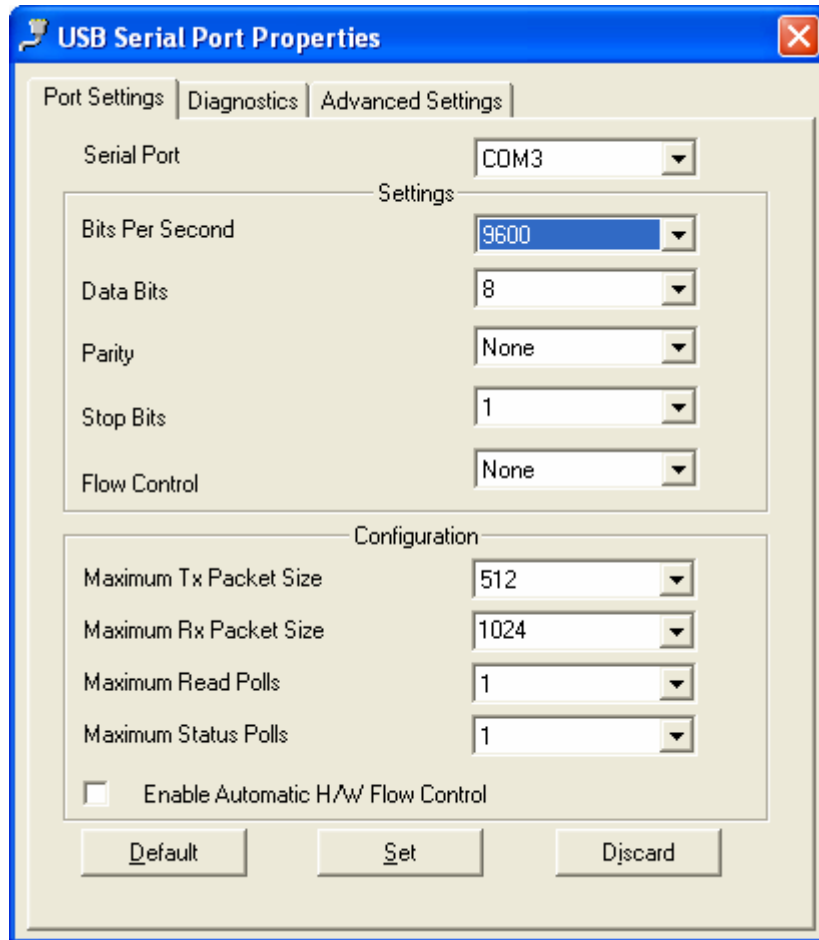 USB Serial Port Properties
Port Settings Diagnostics Advanced Settings
Serial Port COM3
Settings
Bits Per Second 9600
Data Bits 8
Parity None
Stop Bits 1
Flow Control None
Configuration
Maximum Tx Packet Size 512
Maximum Rx Packet Size 1024
Maximum Read Polls 1
Maximum Status Polls 1
Enable Automatic H/W Flow Control
Default Set Discard